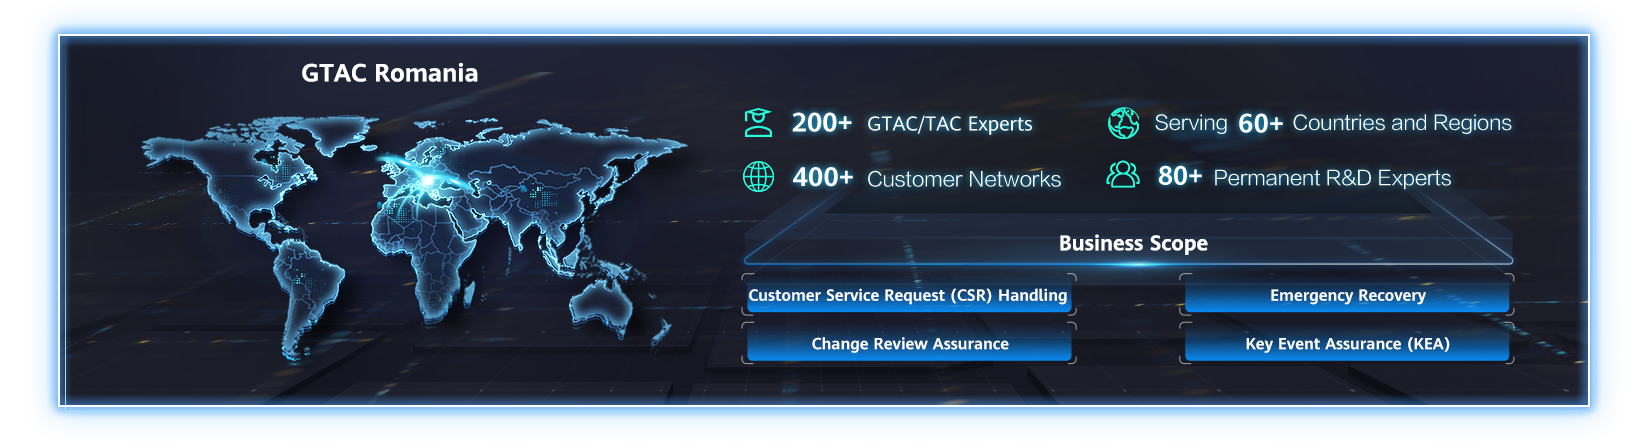 GTAC Romania
200+ GTAC/TAC Experts
Serving 60+ Countries and Regions
400+ Customer Networks
80+ Permanent R&D Experts
Business Scope
Customer Service Request (CSR) Handling
Emergency Recovery
Change Review Assurance
Key Event Assurance (KEA)